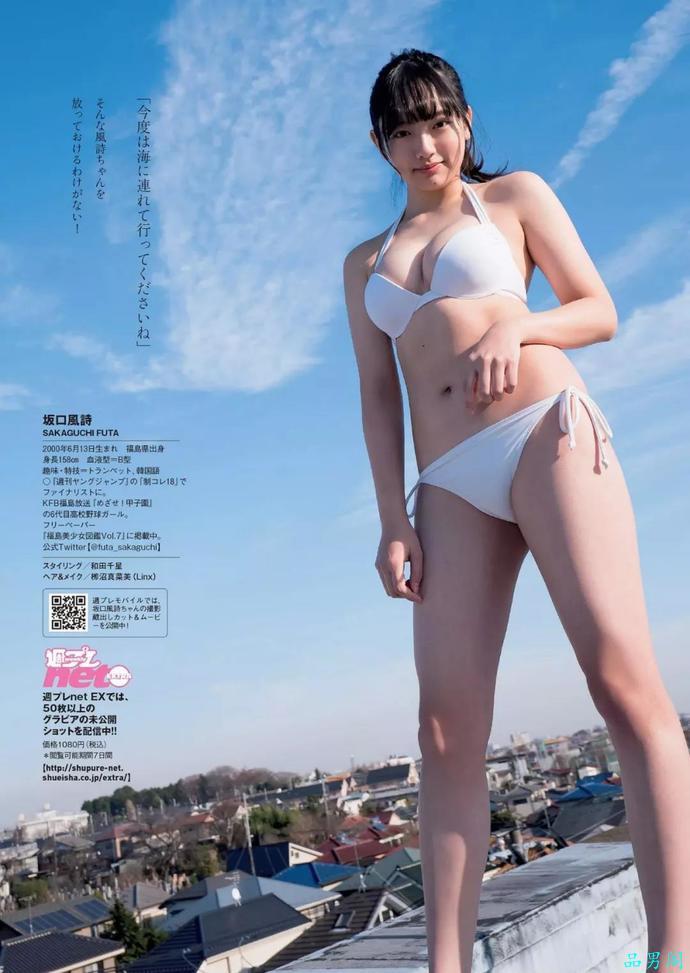 「今度は海に連れて行ってくださいね」
そんな風詩ちゃんを
放っておけるわけがない！
坂口風詩
SAKAGUCHI FUTA
2000年6月13日生まれ　福島県出身
身長158cm　血液型＝B型
趣味・特技＝トランペット、韓国語
○『週刊ヤングジャンプ』の「制コレ18」で
ファイナリストに。
KFB福島放送『めざせ！甲子園』
の6代目高校野球ガール。
フリーペーパー
『福島美少女図鑑Vol.7』に掲載中。
公式Twitter【@futa_sakaguchi】
スタイリング／和田千星
ヘア&メイク／栁沼真菜美（Linx）
週プレモバイルでは、
坂口風詩ちゃんの撮影
蔵出しカット&ムービ
ーを公開中！
週プレ
net
EXTRA
週プレnet EXでは、
50枚以上の
グラビアの未公開
ショットを配信中!!
価格1080円（税込）
＊閲覧可能期間7日間
【http://shupure-net.
shueisha.co.jp/extra/】
品男閣